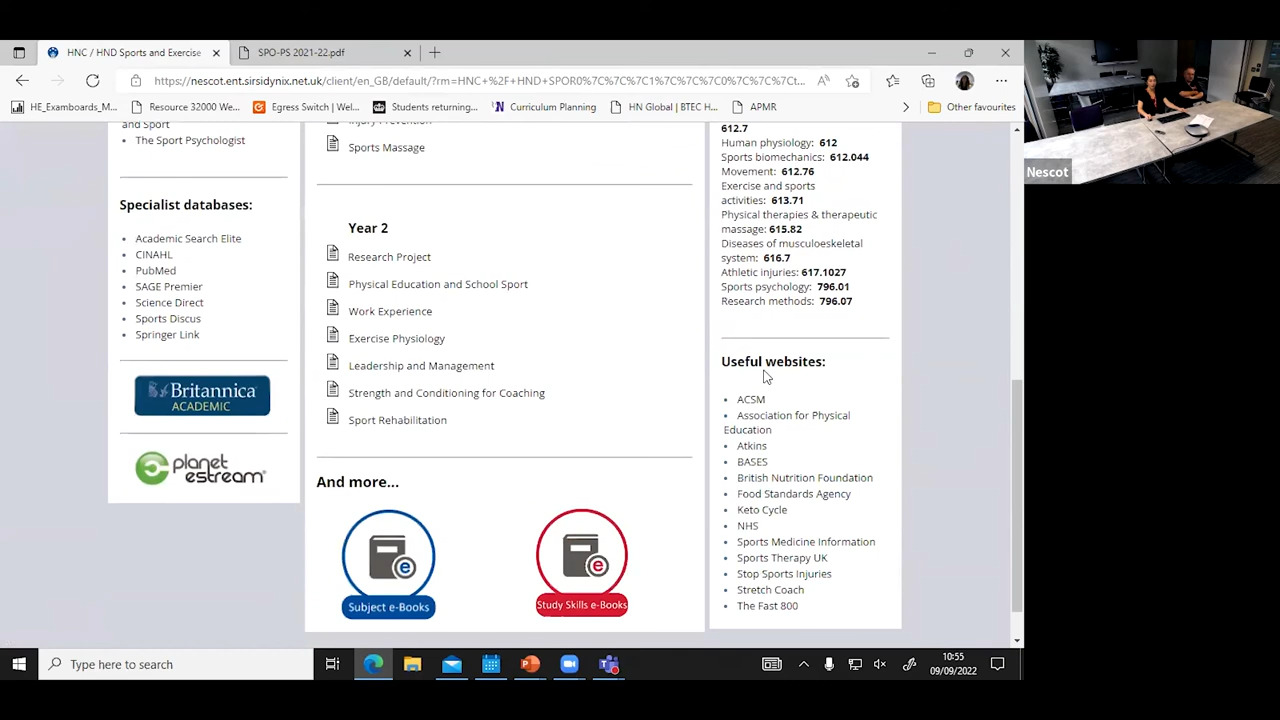 HNC / HND Sports and Exercise
SPO-PS 2021-22.pdf
https://nescot.ent.sirsidynix.net.uk/client/en_GB/default/?rm=HNC+%2F+HND+SPOR0%7C%7C%7C1%7C%7C%7C0%7C%7C%7Ct...
HE_Examboards_M...
Resource 32000 We...
Egress Switch | Wel...
Students returning...
Curriculum Planning
HN Global | BTEC H...
APMR
Other favourites
and Sport
The Sport Psychologist
Specialist databases:
Academic Search Elite
CINAHL
PubMed
SAGE Premier
Science Direct
Sports Discus
Springer Link
Britannica
ACADEMIC
planet
estream
Injury Prevention
Sports Massage
Year 2
Research Project
Physical Education and School Sport
Work Experience
Exercise Physiology
Leadership and Management
Strength and Conditioning for Coaching
Sport Rehabilitation
And more...
Subject e-Books
Study Skills e-Books
612.7
Human physiology: 612
Sports biomechanics: 612.044
Movement: 612.76
Exercise and sports
activities: 613.71
Physical therapies & therapeutic
massage: 615.82
Diseases of musculoeskeletal
system: 616.7
Athletic injuries: 617.1027
Sports psychology: 796.01
Research methods: 796.07
Useful websites:
ACSM
Association for Physical
Education
Atkins
BASES
British Nutrition Foundation
Food Standards Agency
Keto Cycle
NHS
Sports Medicine Information
Sports Therapy UK
Stop Sports Injuries
Stretch Coach
The Fast 800
Nescot
Type here to search
10:55
09/09/2022